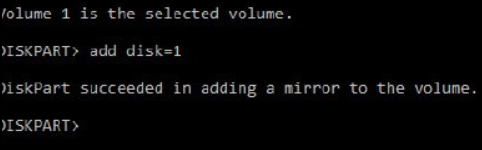 Volume 1 is the selected volume.
DISKPART> add disk=1
DiskPart succeeded in adding a mirror to the volume.
DISKPART>